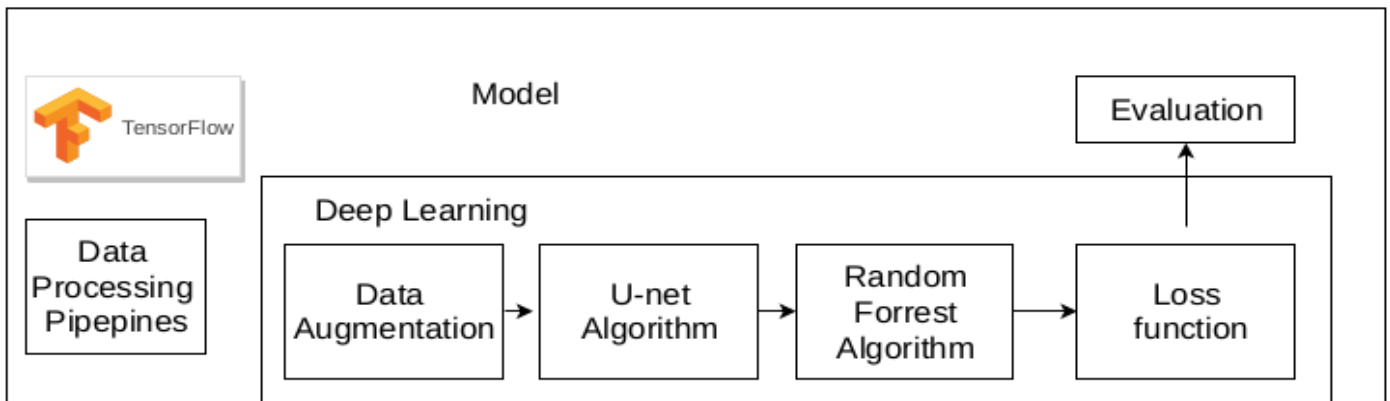 Model
TensorFlow
Evaluation
Deep Learning
Data
Processing
Pipepines
Data
Augmentation
U-net
Algorithm
Random
Forrest
Algorithm
Loss
function